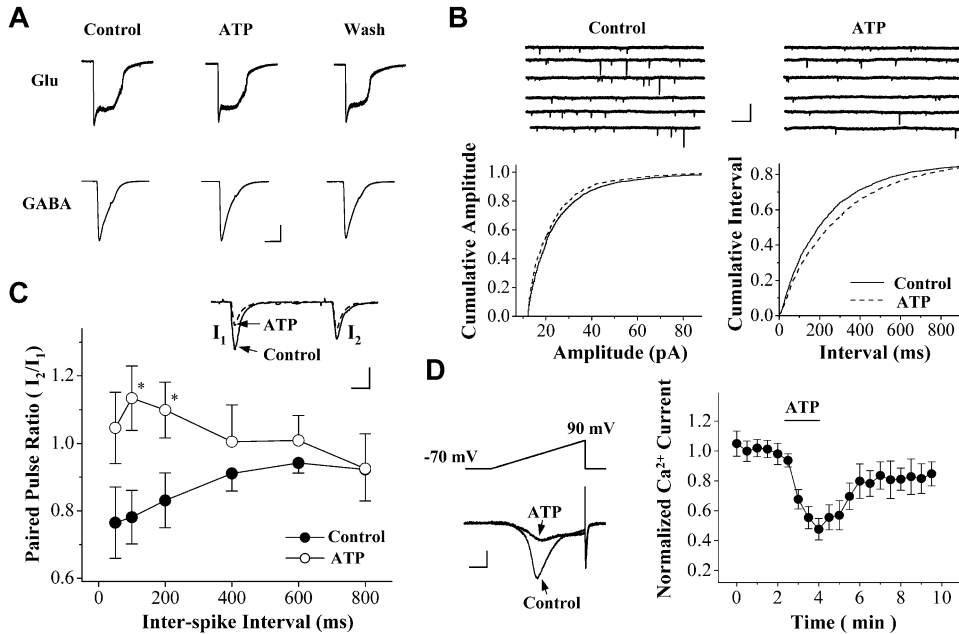 A
Control ATP Wash
Glu
GABA
B
Control ATP
Cumulative Amplitude
1.0
0.8
0.6
0.4
0.2
0.0
20 40 60 80
Amplitude (pA)
Cumulative Interval
0.8
0.6
0.4
0.2
0.0
Control
ATP
0 200 400 600 800
Interval (ms)
C
I1 ATP I2
Control
Paired Pulse Ratio ( I2/I1)
1.2
1.0
0.8
0.6
*
*
Control
ATP
0 200 400 600 800
Inter-spike Interval (ms)
D
90 mV
-70 mV
ATP
Control
Normalized Ca2+ Current
ATP
1.2
1.0
0.8
0.6
0.4
0.2
0 2 4 6 8 10
Time ( min )